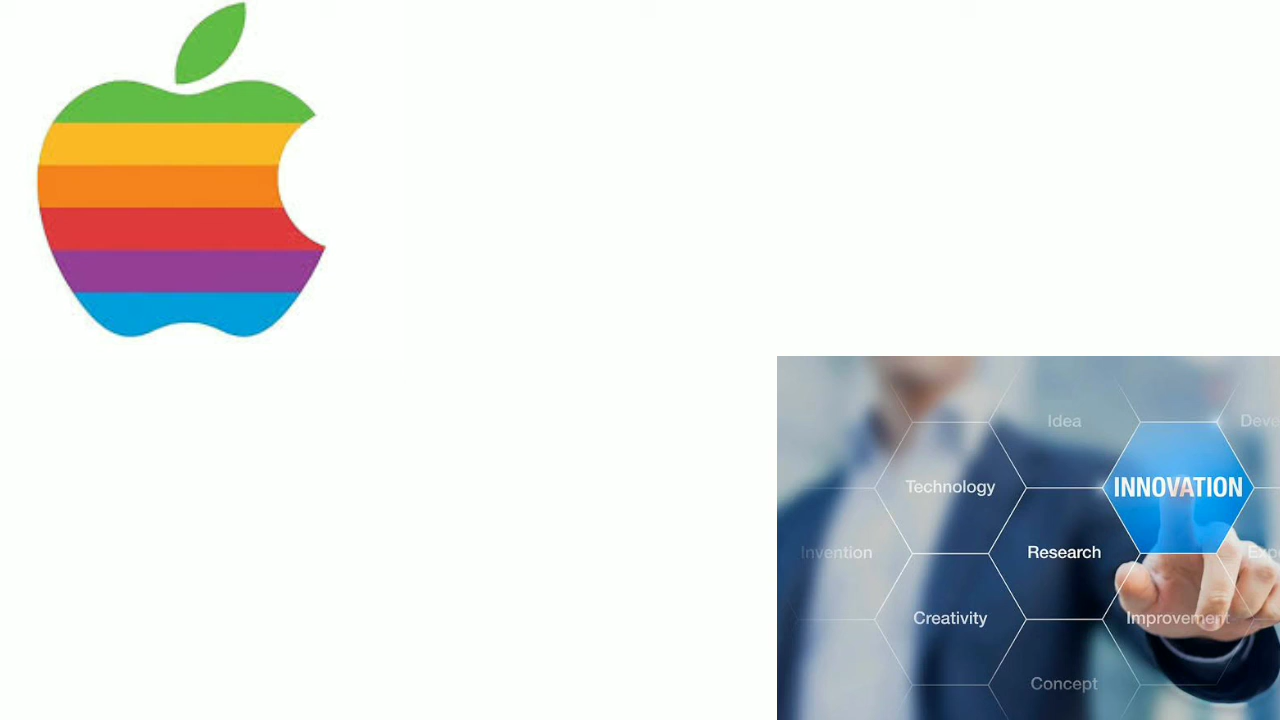 Idea
Technology
INNOVATION
Invention
Research
Creativity
Improvement
Concept